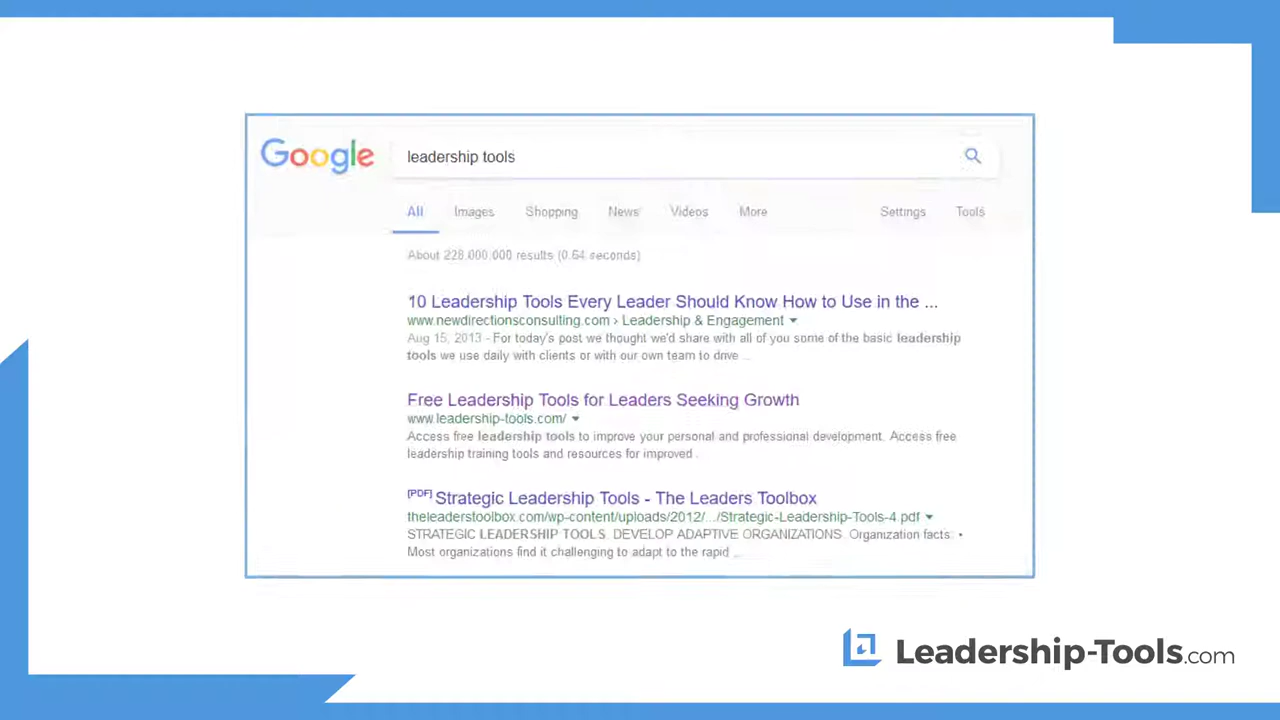 Google
leadership tools
All Images Shopping News Videos More Settings Tools
About 228,000,000 results (0.64 seconds)
10 Leadership Tools Every Leader Should Know How to Use in the ...
www.newdirectionsconsulting.com › Leadership & Engagement
Aug 15, 2013 - For today's post we thought we'd share with all of you some of the basic leadership
tools we use daily with clients or with our own team to drive ...
Free Leadership Tools for Leaders Seeking Growth
www.leadership-tools.com/
Access free leadership tools to improve your personal and professional development. Access free
leadership training tools and resources for improved .
[PDF] Strategic Leadership Tools - The Leaders Toolbox
theleaderstoolbox.com/wp-content/uploads/2012/.../Strategic-Leadership-Tools-4.pdf
STRATEGIC LEADERSHIP TOOLS. DEVELOP ADAPTIVE ORGANIZATIONS. Organization facts: •
Most organizations find it challenging to adapt to the rapid ...
Leadership-Tools.com